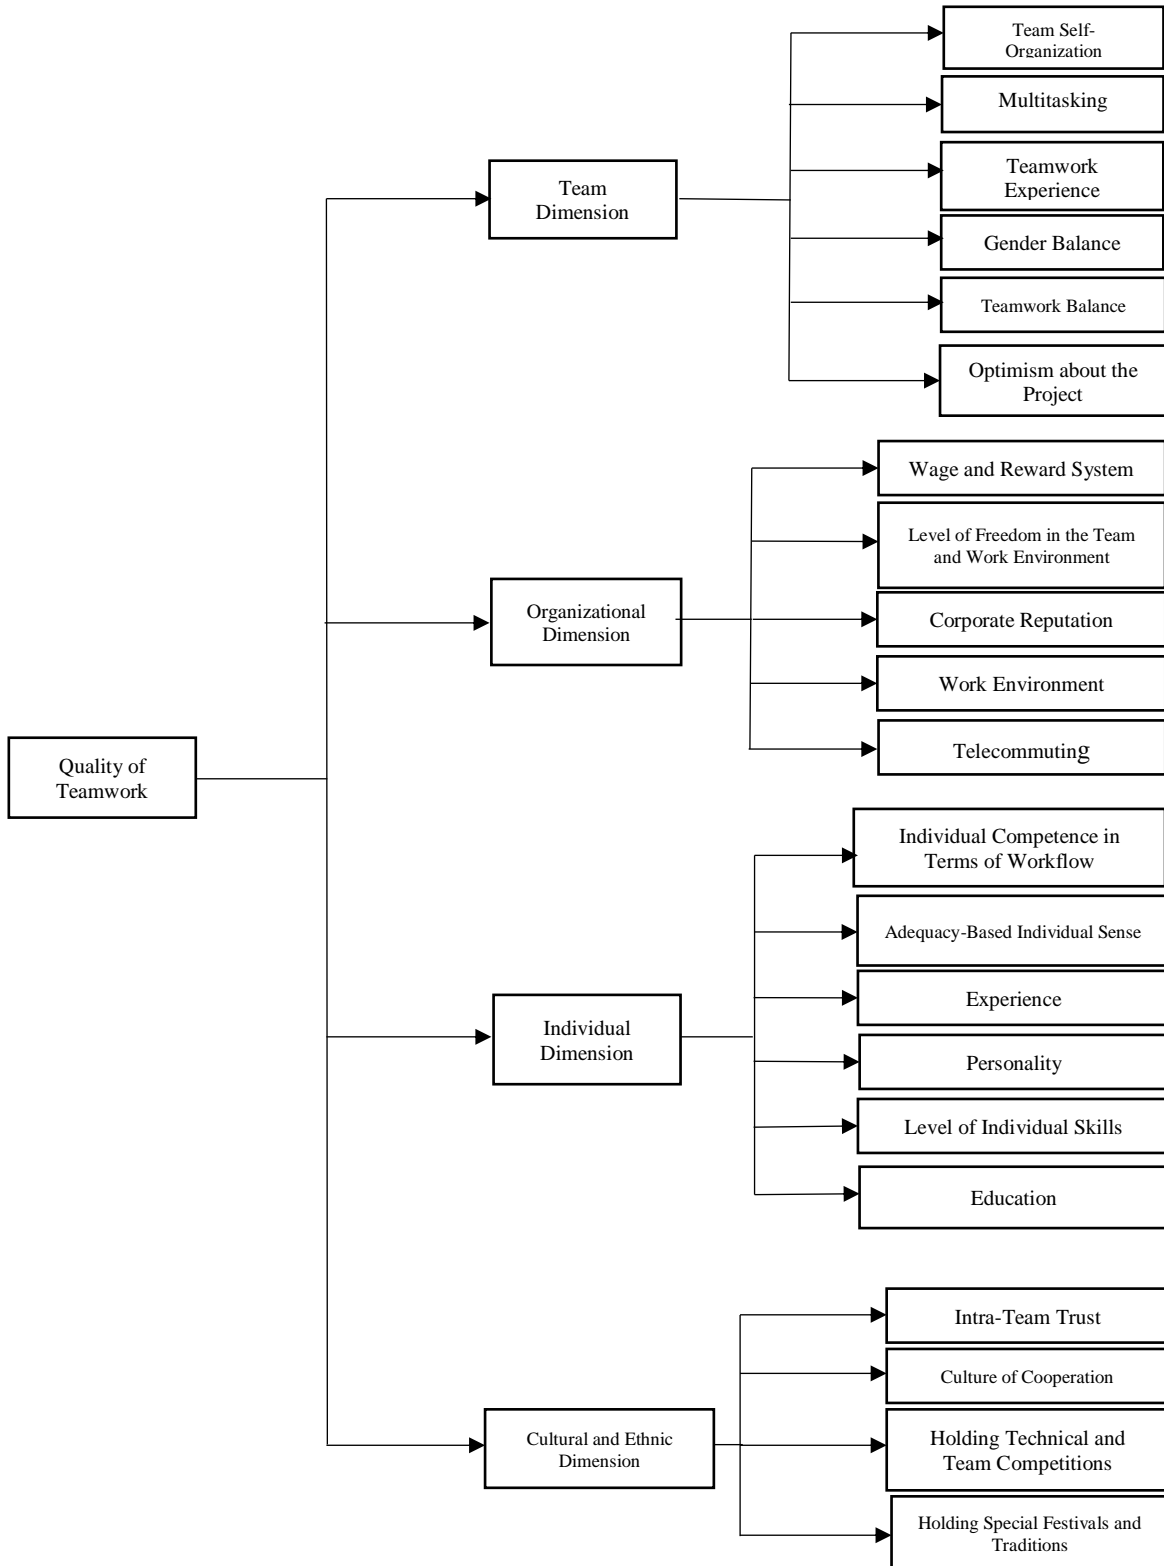 Quality of
Teamwork
Team
Dimension
Team Self-
Organization
Multitasking
Teamwork
Experience
Gender Balance
Teamwork Balance
Optimism about the
Project
Organizational
Dimension
Wage and Reward System
Level of Freedom in the Team
and Work Environment
Corporate Reputation
Work Environment
Telecommuting
Individual
Dimension
Individual Competence in
Terms of Workflow
Adequacy-Based Individual Sense
Experience
Personality
Level of Individual Skills
Education
Cultural and Ethnic
Dimension
Intra-Team Trust
Culture of Cooperation
Holding Technical and
Team Competitions
Holding Special Festivals and
Traditions